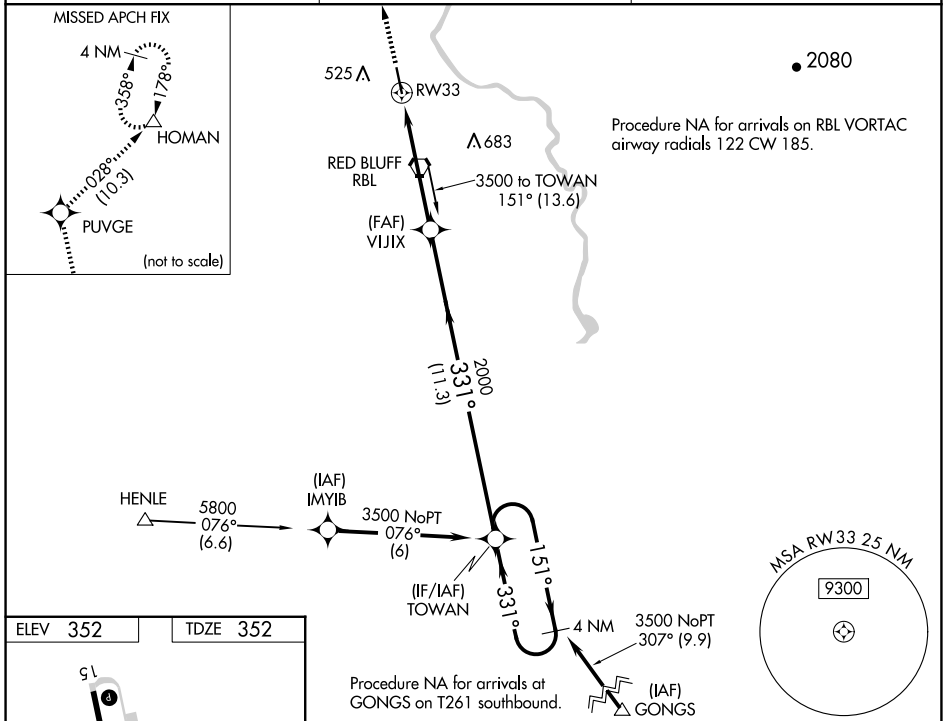 MISSED APCH FIX
4 NM
358°
178°
HOMAN
028°
(10.3)
PUVGE
(not to scale)
525
RW33
2080
Procedure NA for arrivals on RBL VORTAC
airway radials 122 CW 185.
683
RED BLUFF
RBL
3500 to TOWAN
151° (13.6)
(FAF)
VIJIX
2000
331°
(11.3)
HENLE
5800
076°
(6.6)
(IAF)
IMYIB
3500 NoPT
076°
(6)
(IF/IAF)
TOWAN
151°
331°
4 NM
3500 NoPT
307° (9.9)
(IAF)
GONGS
Procedure NA for arrivals at
GONGS on T261 southbound.
MSA RW33 25 NM
9300
ELEV 352
TDZE 352
15
P